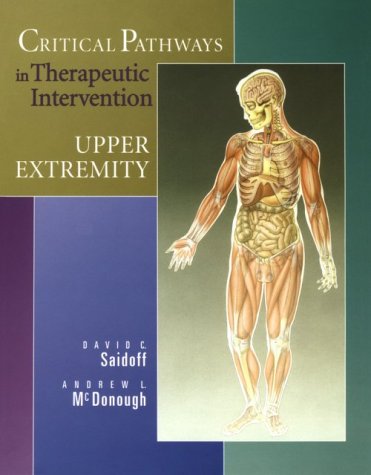 CRITICAL PATHWAYS
in Therapeutic
Intervention
UPPER
EXTREMITY
DAVID C.
Saidoff
ANDREW L.
McDonough